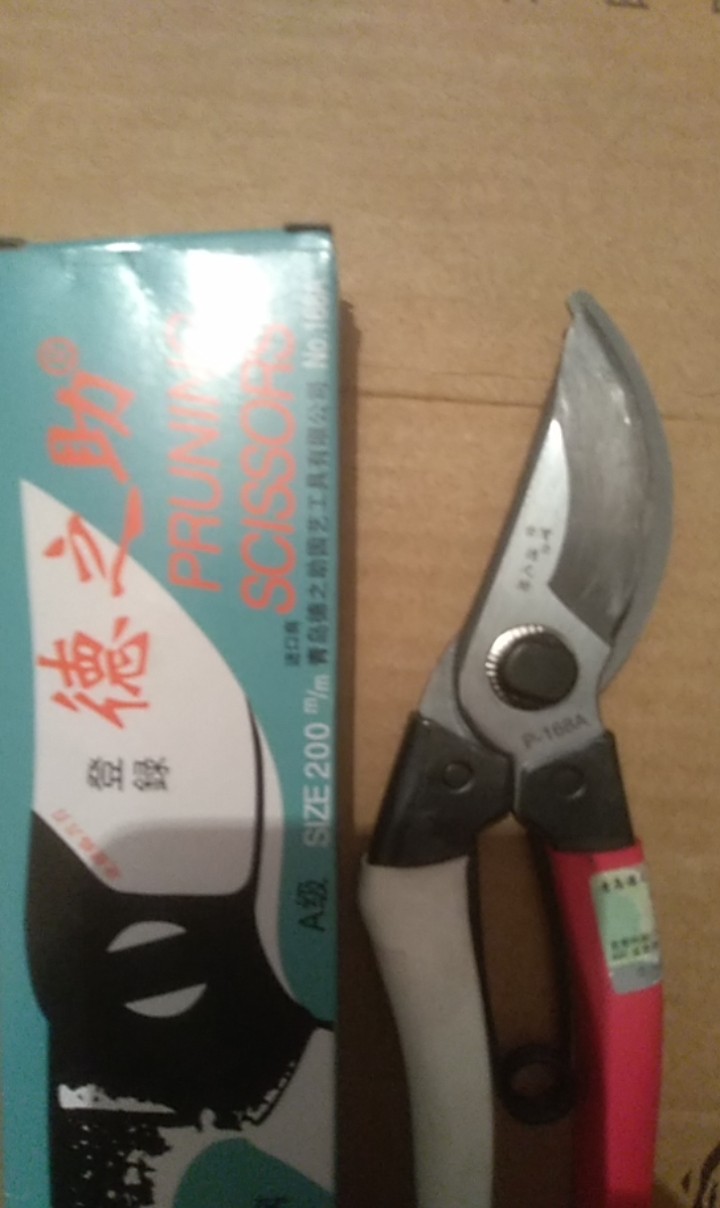 德之助®
登録
PRUNING
SCISSORS
进口商 青岛德之助园艺工具有限公司
No.168A
A级 SIZE 200 m/m
P-168A